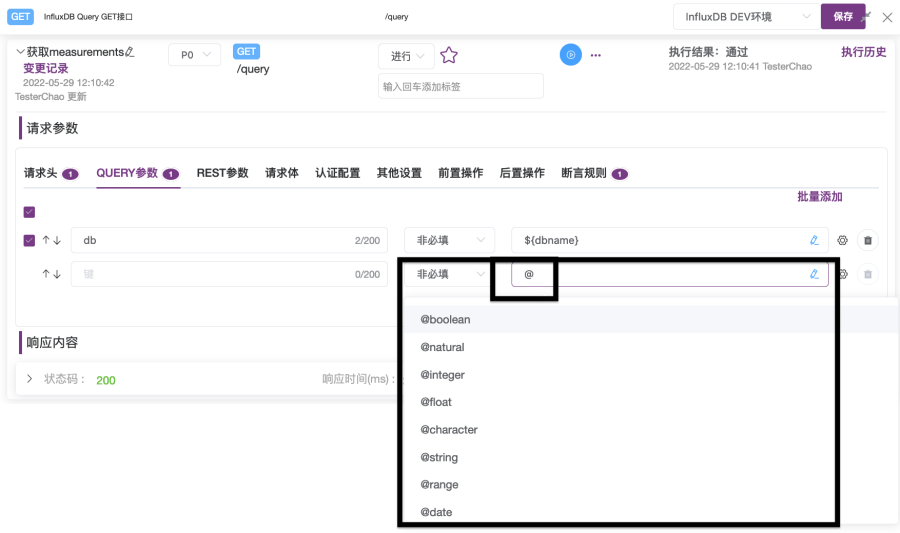 GET InfluxDB Query GET接口 /query InfluxDB DEV环境 保存
获取measurements P0 GET 进行 执行结果：通过 执行历史
变更记录 /query 2022-05-29 12:10:41 TesterChao
2022-05-29 12:10:42 输入回车添加标签
TesterChao 更新
请求参数
请求头 1 QUERY参数 1 REST参数 请求体 认证配置 其他设置 前置操作 后置操作 断言规则 1
批量添加
db 2/200 非必填 ${dbname}
键 0/200 非必填 @
@boolean
响应内容
@natural
状态码： 200 响应时间(ms)：
@integer
@float
@character
@string
@range
@date